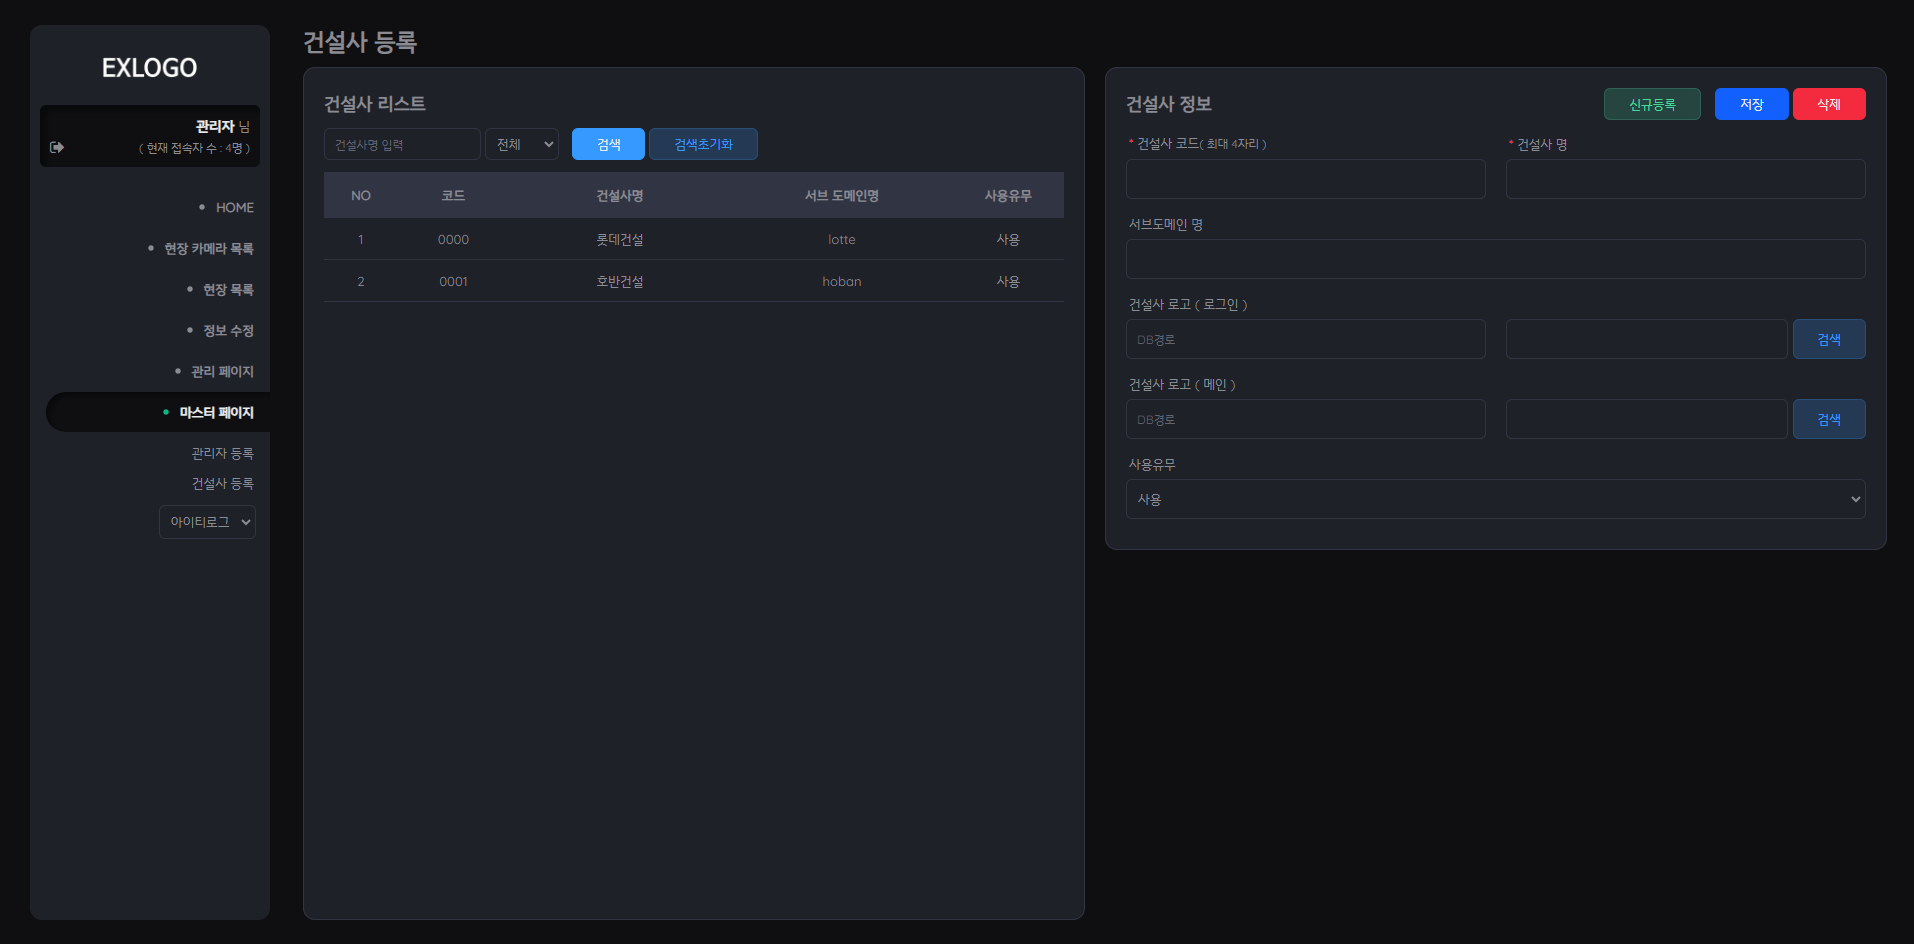 EXLOGO
관리자 님
( 현재 접속자 수 : 4명 )
HOME
현장 카메라 목록
현장 목록
정보 수정
관리 페이지
마스터 페이지
관리자 등록
건설사 등록
아이티로그
건설사 등록
건설사 리스트
건설사명 입력 전체 검색 검색초기화
NO 코드 건설사명 서브 도메인명 사용유무
1 0000 롯데건설 lotte 사용
2 0001 호반건설 hoban 사용
건설사 정보 신규등록 저장 삭제
* 건설사 코드( 최대 4자리 ) * 건설사 명
서브도메인 명
건설사 로고 ( 로그인 )
DB경로 검색
건설사 로고 ( 메인 )
DB경로 검색
사용유무
사용